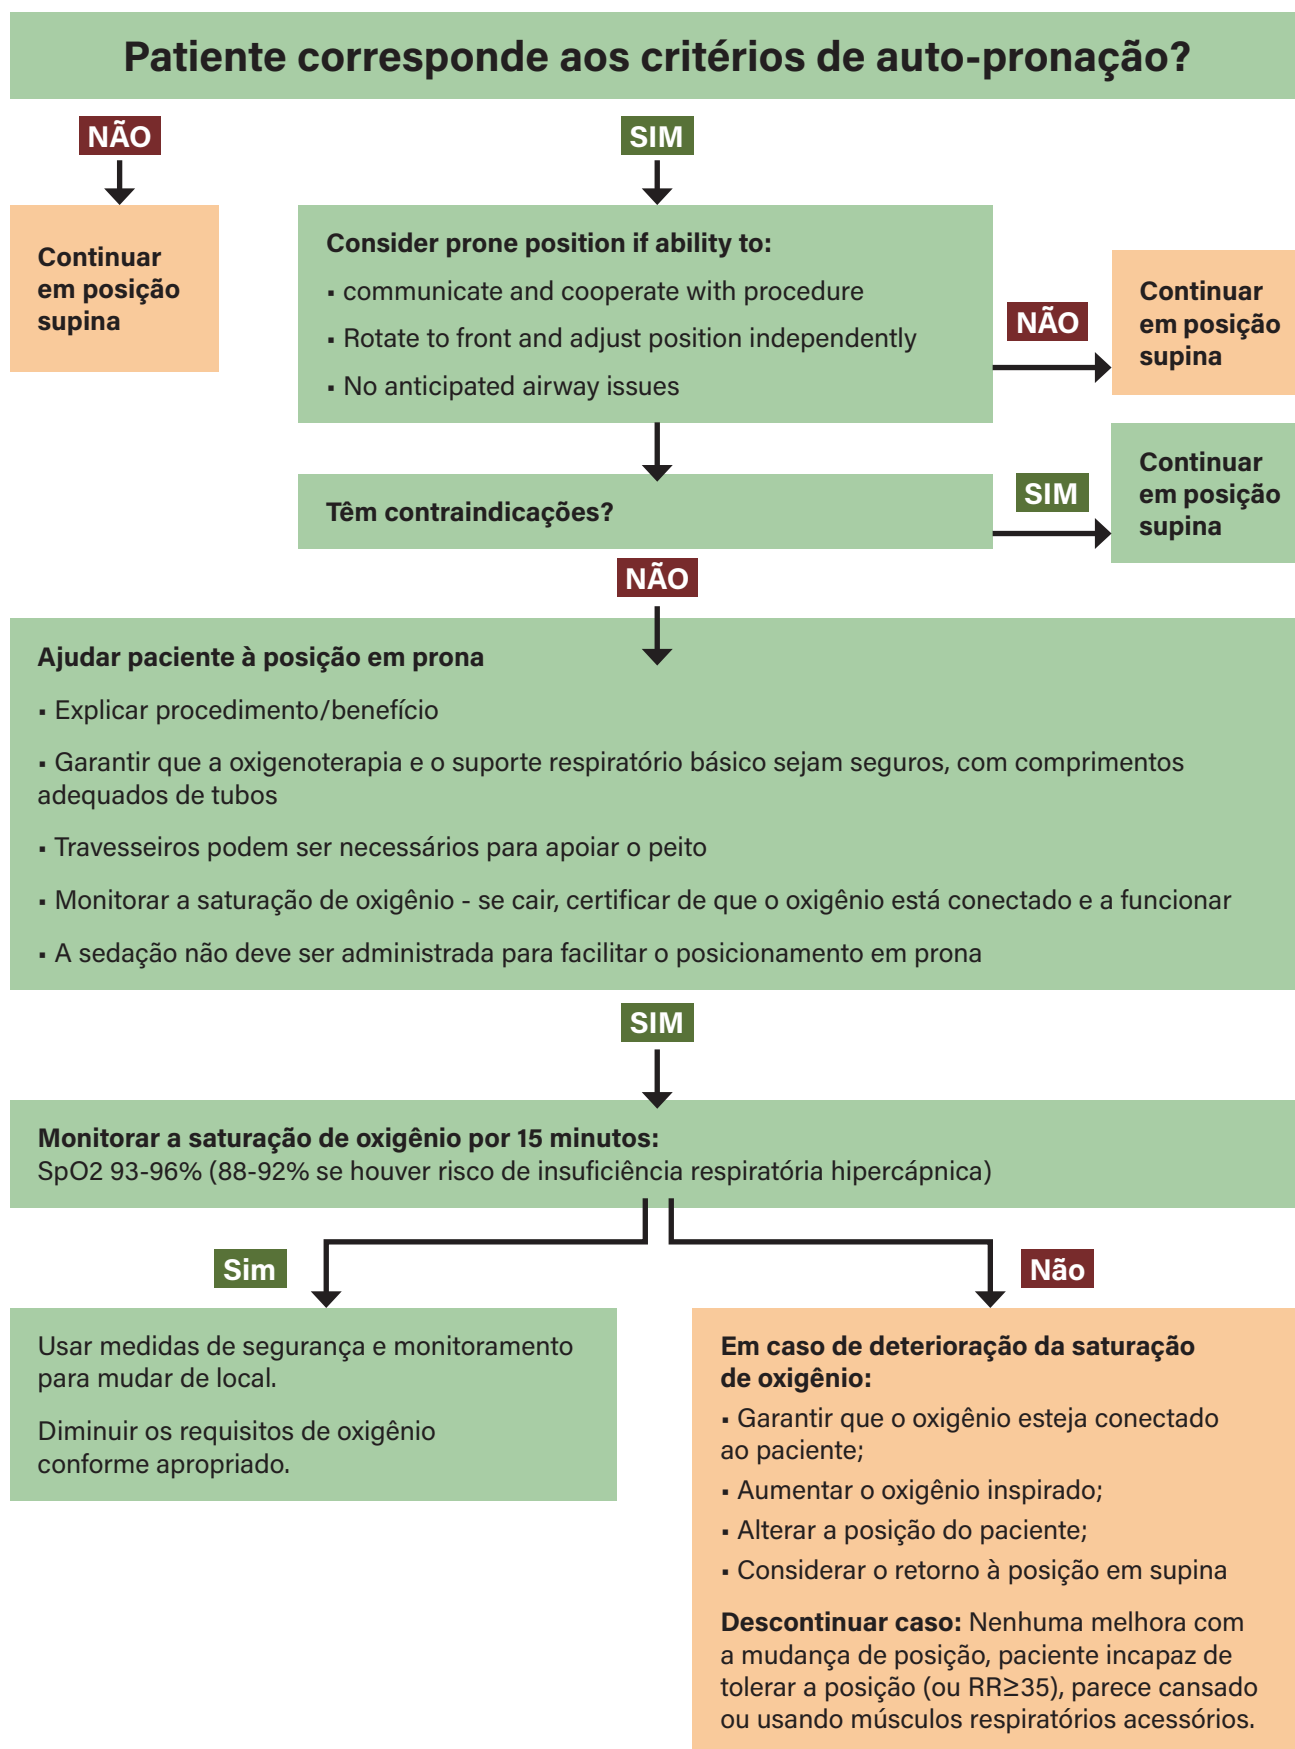 Patiente corresponde aos critérios de auto-pronação?
NÃO
SIM
Continuar
em posição
supina
Consider prone position if ability to:
▪ communicate and cooperate with procedure
▪ Rotate to front and adjust position independently
▪ No anticipated airway issues
NÃO
Continuar
em posição
supina
Têm contraindicações?
SIM
Continuar
em posição
supina
NÃO
Ajudar paciente à posição em prona
▪ Explicar procedimento/benefício
▪ Garantir que a oxigenoterapia e o suporte respiratório básico sejam seguros, com comprimentos
adequados de tubos
▪ Travesseiros podem ser necessários para apoiar o peito
▪ Monitorar a saturação de oxigênio - se cair, certificar de que o oxigênio está conectado e a funcionar
▪ A sedação não deve ser administrada para facilitar o posicionamento em prona
SIM
Monitorar a saturação de oxigênio por 15 minutos:
SpO2 93-96% (88-92% se houver risco de insuficiência respiratória hipercápnica)
Sim
Não
Usar medidas de segurança e monitoramento
para mudar de local.
Diminuir os requisitos de oxigênio
conforme apropriado.
Em caso de deterioração da saturação
de oxigênio:
▪ Garantir que o oxigênio esteja conectado
ao paciente;
▪ Aumentar o oxigênio inspirado;
▪ Alterar a posição do paciente;
▪ Considerar o retorno à posição em supina
Descontinuar caso: Nenhuma melhora com
a mudança de posição, paciente incapaz de
tolerar a posição (ou RR≥35), parece cansado
ou usando músculos respiratórios acessórios.